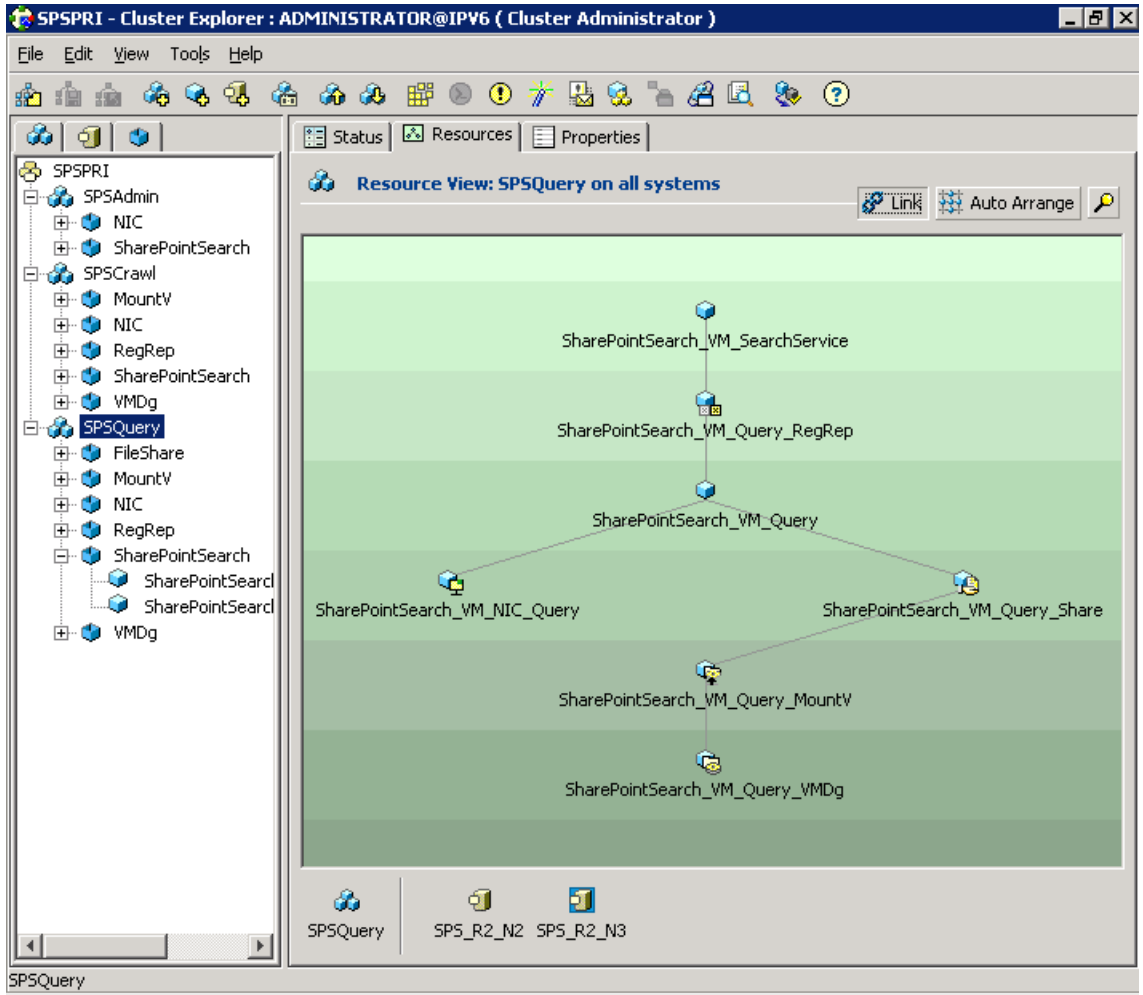 SPSPRI - Cluster Explorer : ADMINISTRATOR@IPV6 ( Cluster Administrator )
File Edit View Tools Help
SPSPRI
SPSAdmin
NIC
SharePointSearch
SPSCrawl
MountV
NIC
RegRep
SharePointSearch
VMDg
SPSQuery
FileShare
MountV
NIC
RegRep
SharePointSearch
SharePointSearcl
SharePointSearcl
VMDg
Status Resources Properties
Resource View: SPSQuery on all systems
Link Auto Arrange
SharePointSearch_VM_SearchService
SharePointSearch_VM_Query_RegRep
SharePointSearch_VM_Query
SharePointSearch_VM_NIC_Query SharePointSearch_VM_Query_Share
SharePointSearch_VM_Query_MountV
SharePointSearch_VM_Query_VMDg
SPSQuery SPS_R2_N2 SPS_R2_N3
SPSQuery